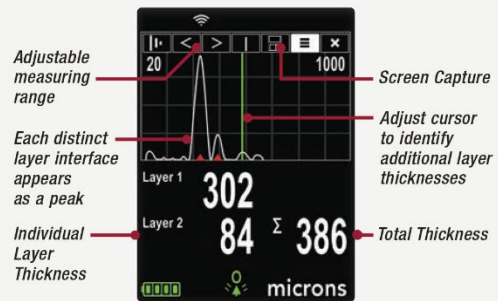 Adjustable
measuring
range
Each distinct
layer interface
appears
as a peak
Individual
Layer
Thickness
20 1000
Layer 1 302
Layer 2 84 Σ 386
microns
Screen Capture
Adjust cursor
to identify
additional layer
thicknesses
Total Thickness